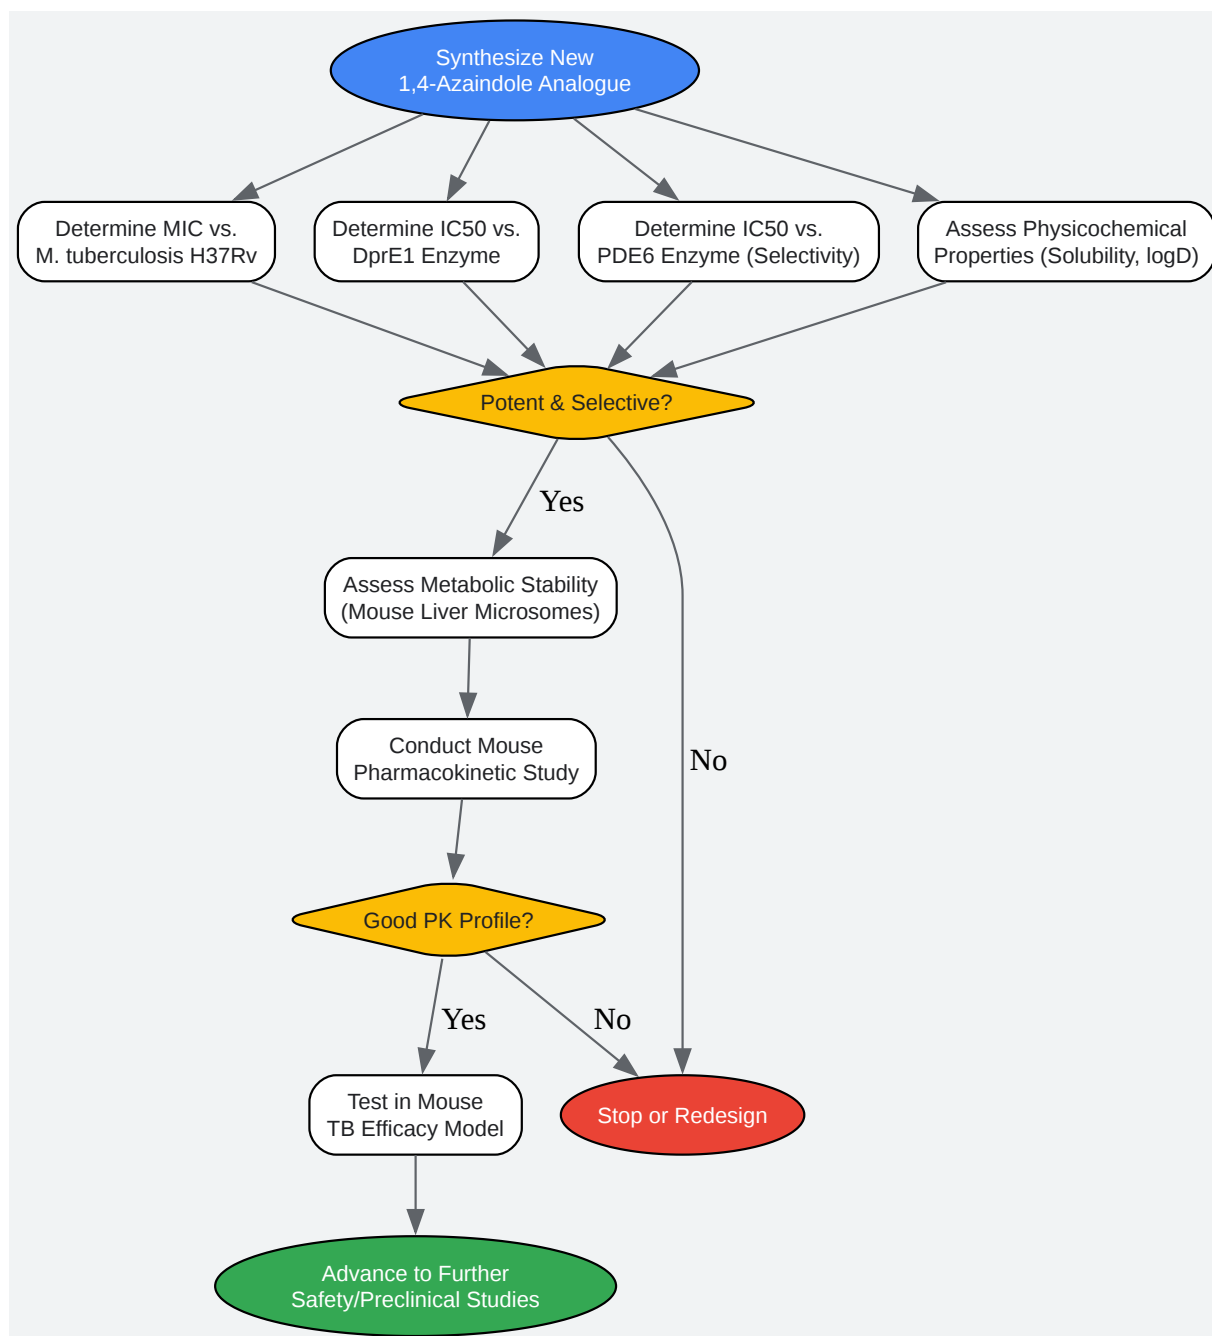 Synthesize New
1,4-Azaindole Analogue
Determine MIC vs.
M. tuberculosis H37Rv
Determine IC50 vs.
DprE1 Enzyme
Determine IC50 vs.
PDE6 Enzyme (Selectivity)
Assess Physicochemical
Properties (Solubility, logD)
Potent & Selective?
Yes
Assess Metabolic Stability
(Mouse Liver Microsomes)
Conduct Mouse
Pharmacokinetic Study
No
Good PK Profile?
Yes
No
Test in Mouse
TB Efficacy Model
Stop or Redesign
Advance to Further
Safety/Preclinical Studies